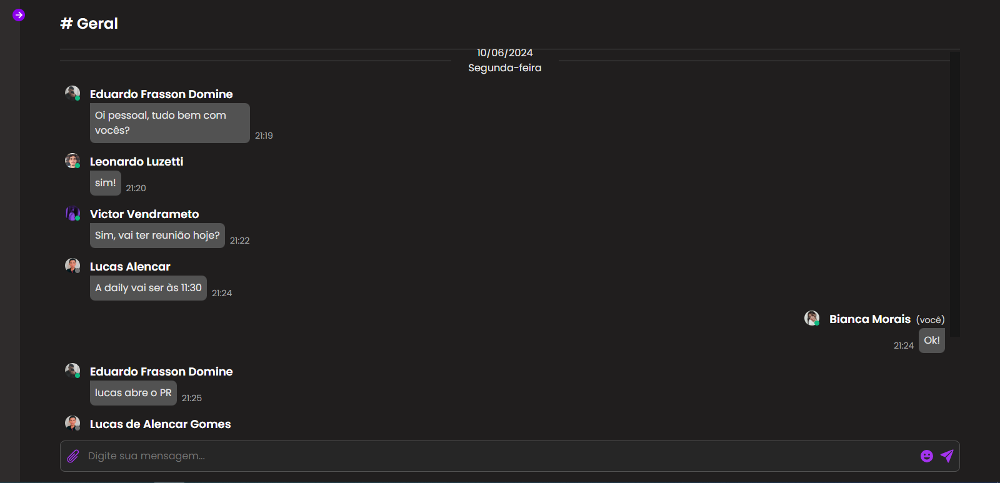 # Geral
10/06/2024
Segunda-feira
Eduardo Frasson Domine
Oi pessoal, tudo bem com
vocês?
21:19
Leonardo Luzetti
sim!
21:20
Victor Vendrameto
Sim, vai ter reunião hoje?
21:22
Lucas Alencar
A daily vai ser às 11:30
21:24
Bianca Morais (você)
21:24
Ok!
Eduardo Frasson Domine
lucas abre o PR
21:25
Lucas de Alencar Gomes
Digite sua mensagem...